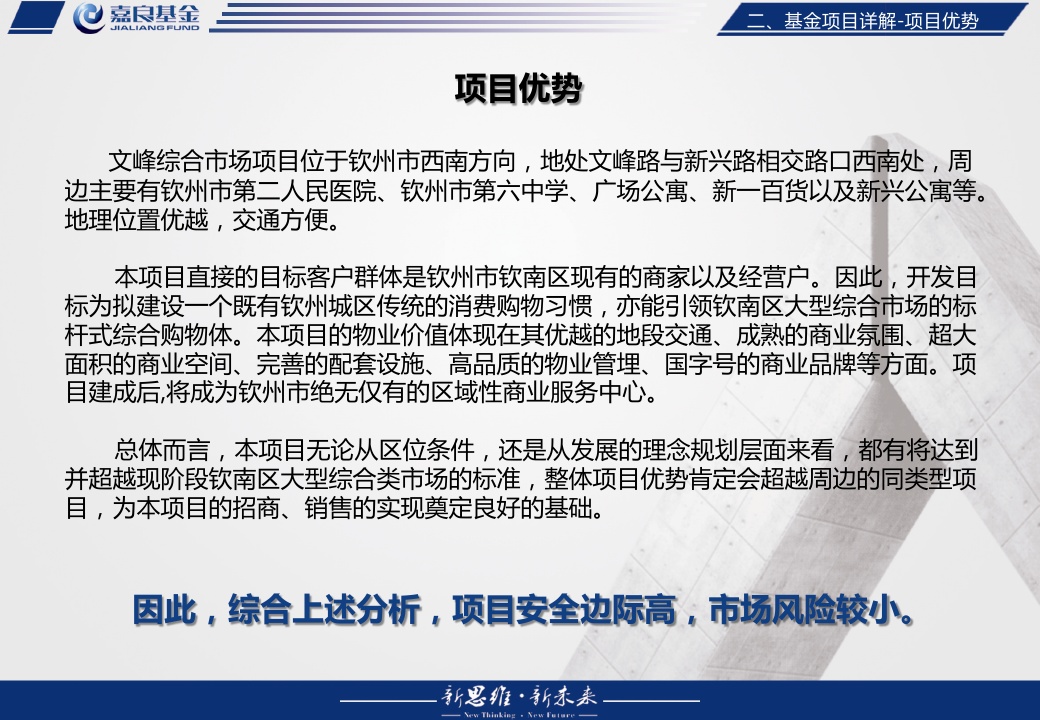 嘉良基金
JIALIANG FUND
二、基金项目详解-项目优势
项目优势
文峰综合市场项目位于钦州市西南方向，地处文峰路与新兴路相交路口西南处，周
边主要有钦州市第二人民医院、钦州市第六中学、广场公寓、新一百货以及新兴公寓等。
地理位置优越，交通方便。
本项目直接的目标客户群体是钦州市钦南区现有的商家以及经营户。因此，开发目
标为拟建设一个既有钦州城区传统的消费购物习惯，亦能引领钦南区大型综合市场的标
杆式综合购物体。本项目的物业价值体现在其优越的地段交通、成熟的商业氛围、超大
面积的商业空间、完善的配套设施、高品质的物业管理、国字号的商业品牌等方面。项
目建成后,将成为钦州市绝无仅有的区域性商业服务中心。
总体而言，本项目无论从区位条件，还是从发展的理念规划层面来看，都有将达到
并超越现阶段钦南区大型综合类市场的标准，整体项目优势肯定会超越周边的同类型项
目，为本项目的招商、销售的实现奠定良好的基础。
因此，综合上述分析，项目安全边际高，市场风险较小。
新思维·新未来
New Thinking · New Future